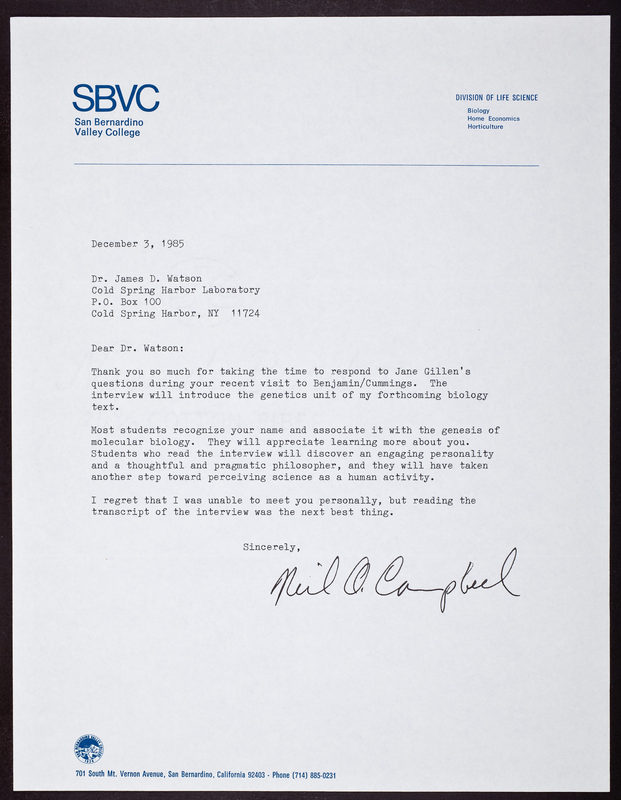 SBVC
San Bernardino
Valley College
DIVISION OF LIFE SCIENCE
Biology
Home Economics
Horticulture
December 3, 1985
Dr. James D. Watson
Cold Spring Harbor Laboratory
P.O. Box 100
Cold Spring Harbor, NY 11724
Dear Dr. Watson:
Thank you so much for taking the time to respond to Jane Gillen's
questions during your recent visit to Benjamin/Cummings. The
interview will introduce the genetics unit of my forthcoming biology
text.
Most students recognize your name and associate it with the genesis of
molecular biology. They will appreciate learning more about you.
Students who read the interview will discover an engaging personality
and a thoughtful and pragmatic philosopher, and they will have taken
another step toward perceiving science as a human activity.
I regret that I was unable to meet you personally, but reading the
transcript of the interview was the next best thing.
Sincerely,
Neil O. Campbell
701 South Mt. Vernon Avenue, San Bernardino, California 92403 - Phone (714) 885-0231